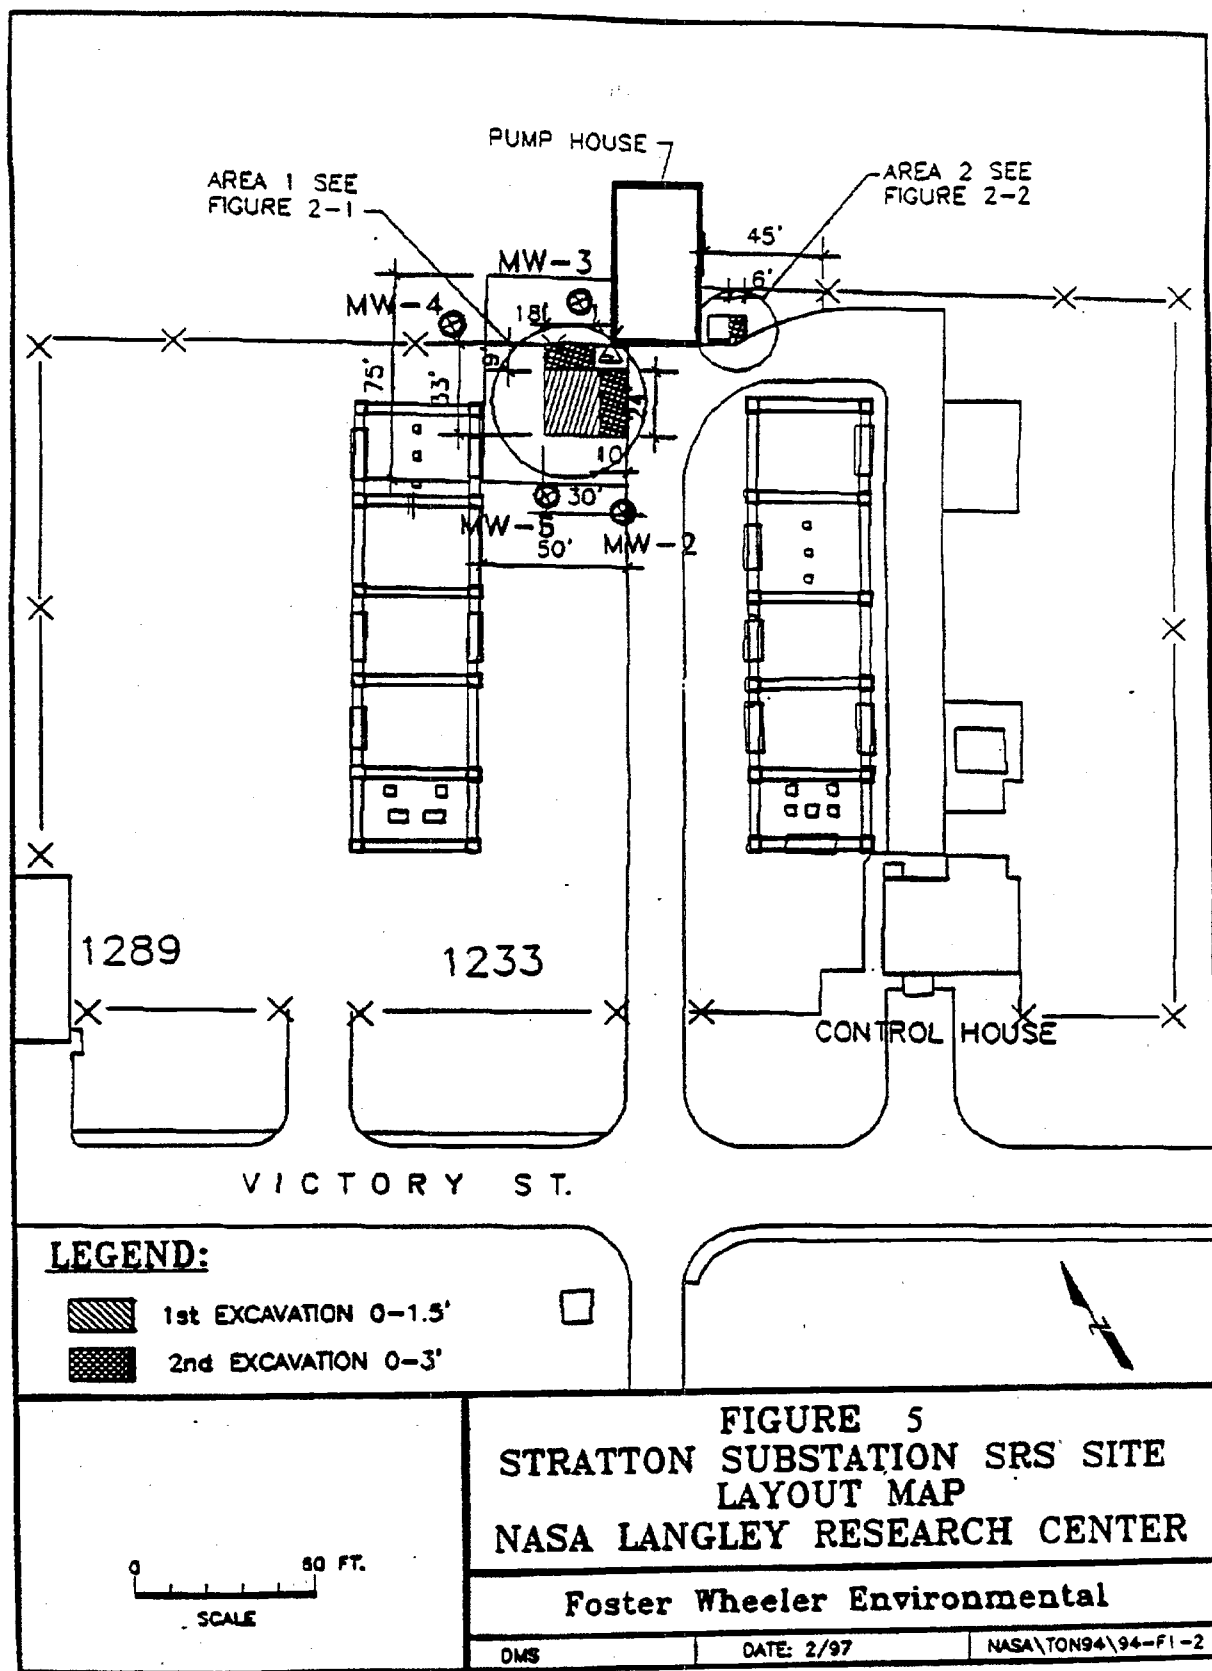 PUMP HOUSE
AREA 1 SEE
FIGURE 2-1
AREA 2 SEE
FIGURE 2-2
45'
6'
MW-3
MW-4
18'
9'
75'
33'
24'
10
30'
MW-5
MW-2
50'
1289
1233
CONTROL HOUSE
VICTORY ST.
LEGEND:
1st EXCAVATION 0-1.5'
2nd EXCAVATION 0-3'
N
FIGURE 5
STRATTON SUBSTATION SRS SITE
LAYOUT MAP
NASA LANGLEY RESEARCH CENTER
0 60 FT.
SCALE
Foster Wheeler Environmental
DMS
DATE: 2/97
NASA\TON94\94-F1-2